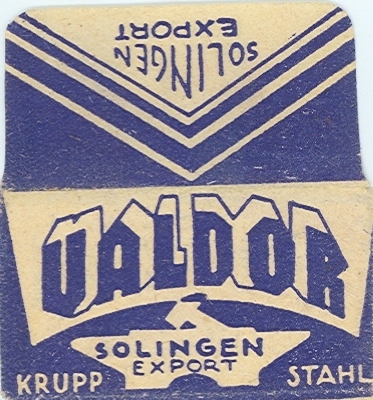 SOLINGEN
EXPORT
VALDOR
SOLINGEN
EXPORT
KRUPP STAHL